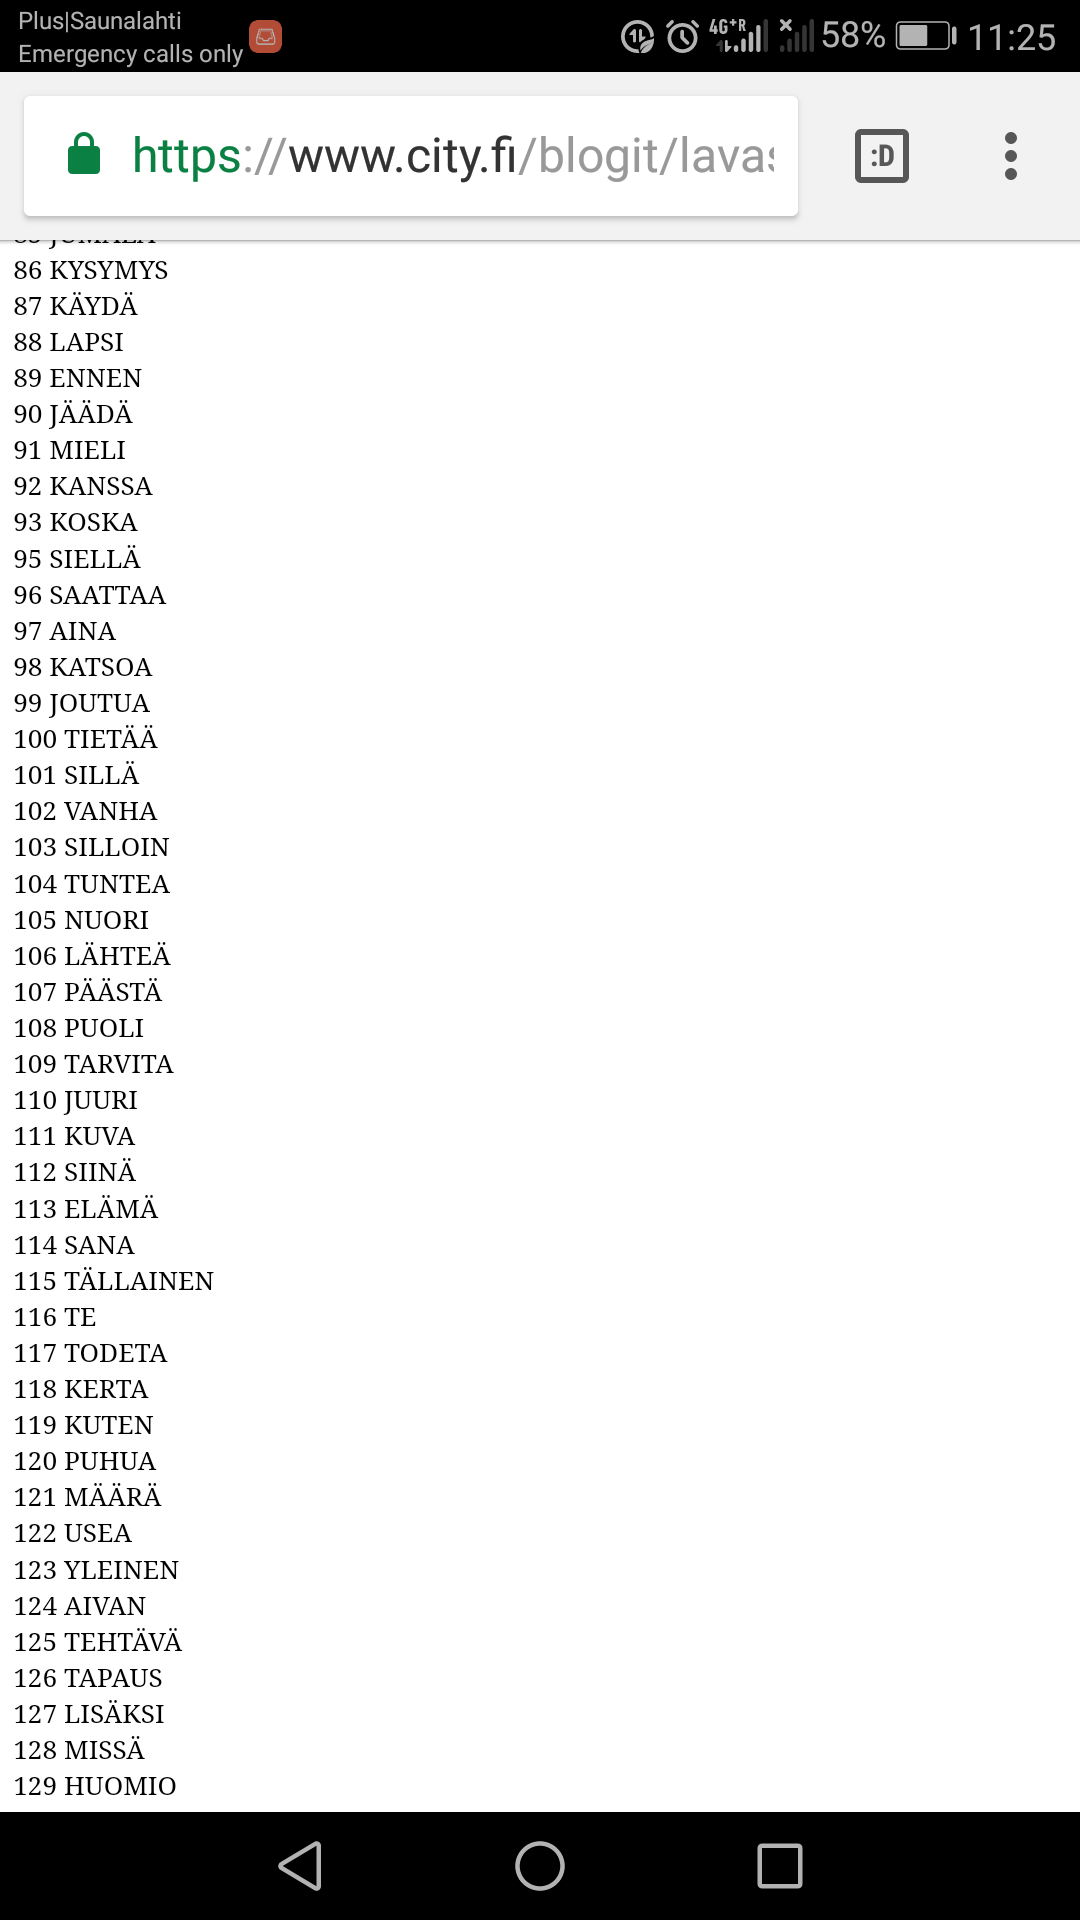 Plus|Saunalahti
Emergency calls only
4G+R
58%
11:25
https://www.city.fi/blogit/lavas
:D
86 KYSYMYS
87 KÄYDÄ
88 LAPSI
89 ENNEN
90 JÄÄDÄ
91 MIELI
92 KANSSA
93 KOSKA
95 SIELLÄ
96 SAATTAA
97 AINA
98 KATSOA
99 JOUTUA
100 TIETÄÄ
101 SILLÄ
102 VANHA
103 SILLOIN
104 TUNTEA
105 NUORI
106 LÄHTEÄ
107 PÄÄSTÄ
108 PUOLI
109 TARVITA
110 JUURI
111 KUVA
112 SIINÄ
113 ELÄMÄ
114 SANA
115 TÄLLAINEN
116 TE
117 TODETA
118 KERTA
119 KUTEN
120 PUHUA
121 MÄÄRÄ
122 USEA
123 YLEINEN
124 AIVAN
125 TEHTÄVÄ
126 TAPAUS
127 LISÄKSI
128 MISSÄ
129 HUOMIO